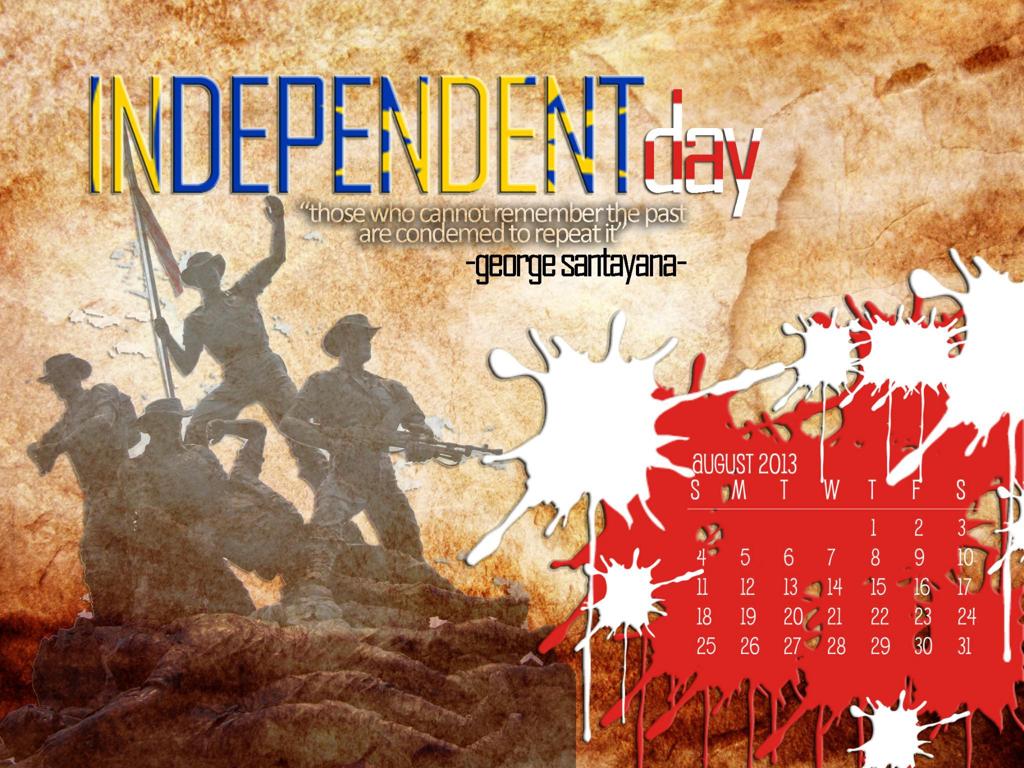 INDEPENDENT day
“those who cannot remember the past
are condemed to repeat it”
-george santayana-
AUGUST 2013
S M T W T F S
1 2 3
4 5 6 7 8 9 10
11 12 13 14 15 16 17
18 19 20 21 22 23 24
25 26 27 28 29 30 31